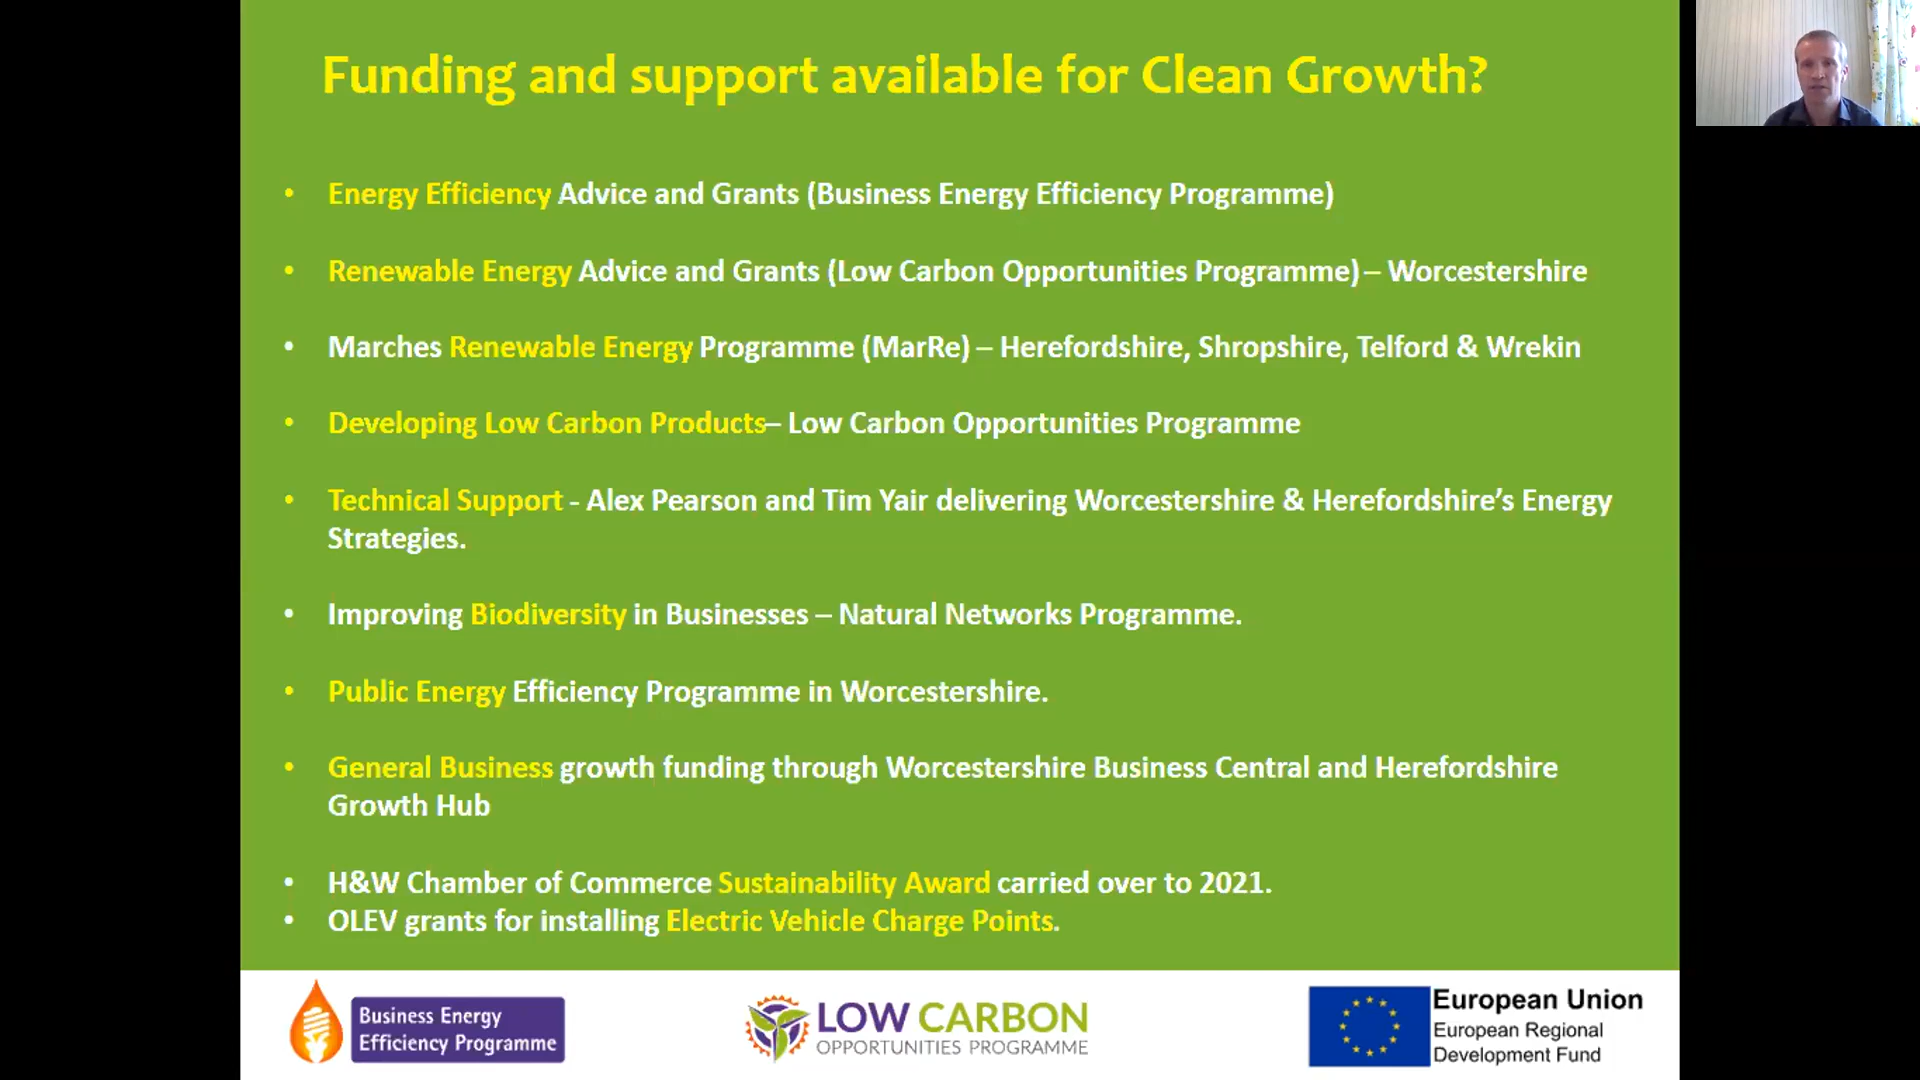 Funding and support available for Clean Growth?
• Energy Efficiency Advice and Grants (Business Energy Efficiency Programme)
• Renewable Energy Advice and Grants (Low Carbon Opportunities Programme) – Worcestershire
• Marches Renewable Energy Programme (MarRe) – Herefordshire, Shropshire, Telford & Wrekin
• Developing Low Carbon Products– Low Carbon Opportunities Programme
• Technical Support - Alex Pearson and Tim Yair delivering Worcestershire & Herefordshire’s Energy
Strategies.
• Improving Biodiversity in Businesses – Natural Networks Programme.
• Public Energy Efficiency Programme in Worcestershire.
• General Business growth funding through Worcestershire Business Central and Herefordshire
Growth Hub
• H&W Chamber of Commerce Sustainability Award carried over to 2021.
• OLEV grants for installing Electric Vehicle Charge Points.
Business Energy
Efficiency Programme
LOW CARBON
OPPORTUNITIES PROGRAMME
European Union
European Regional
Development Fund